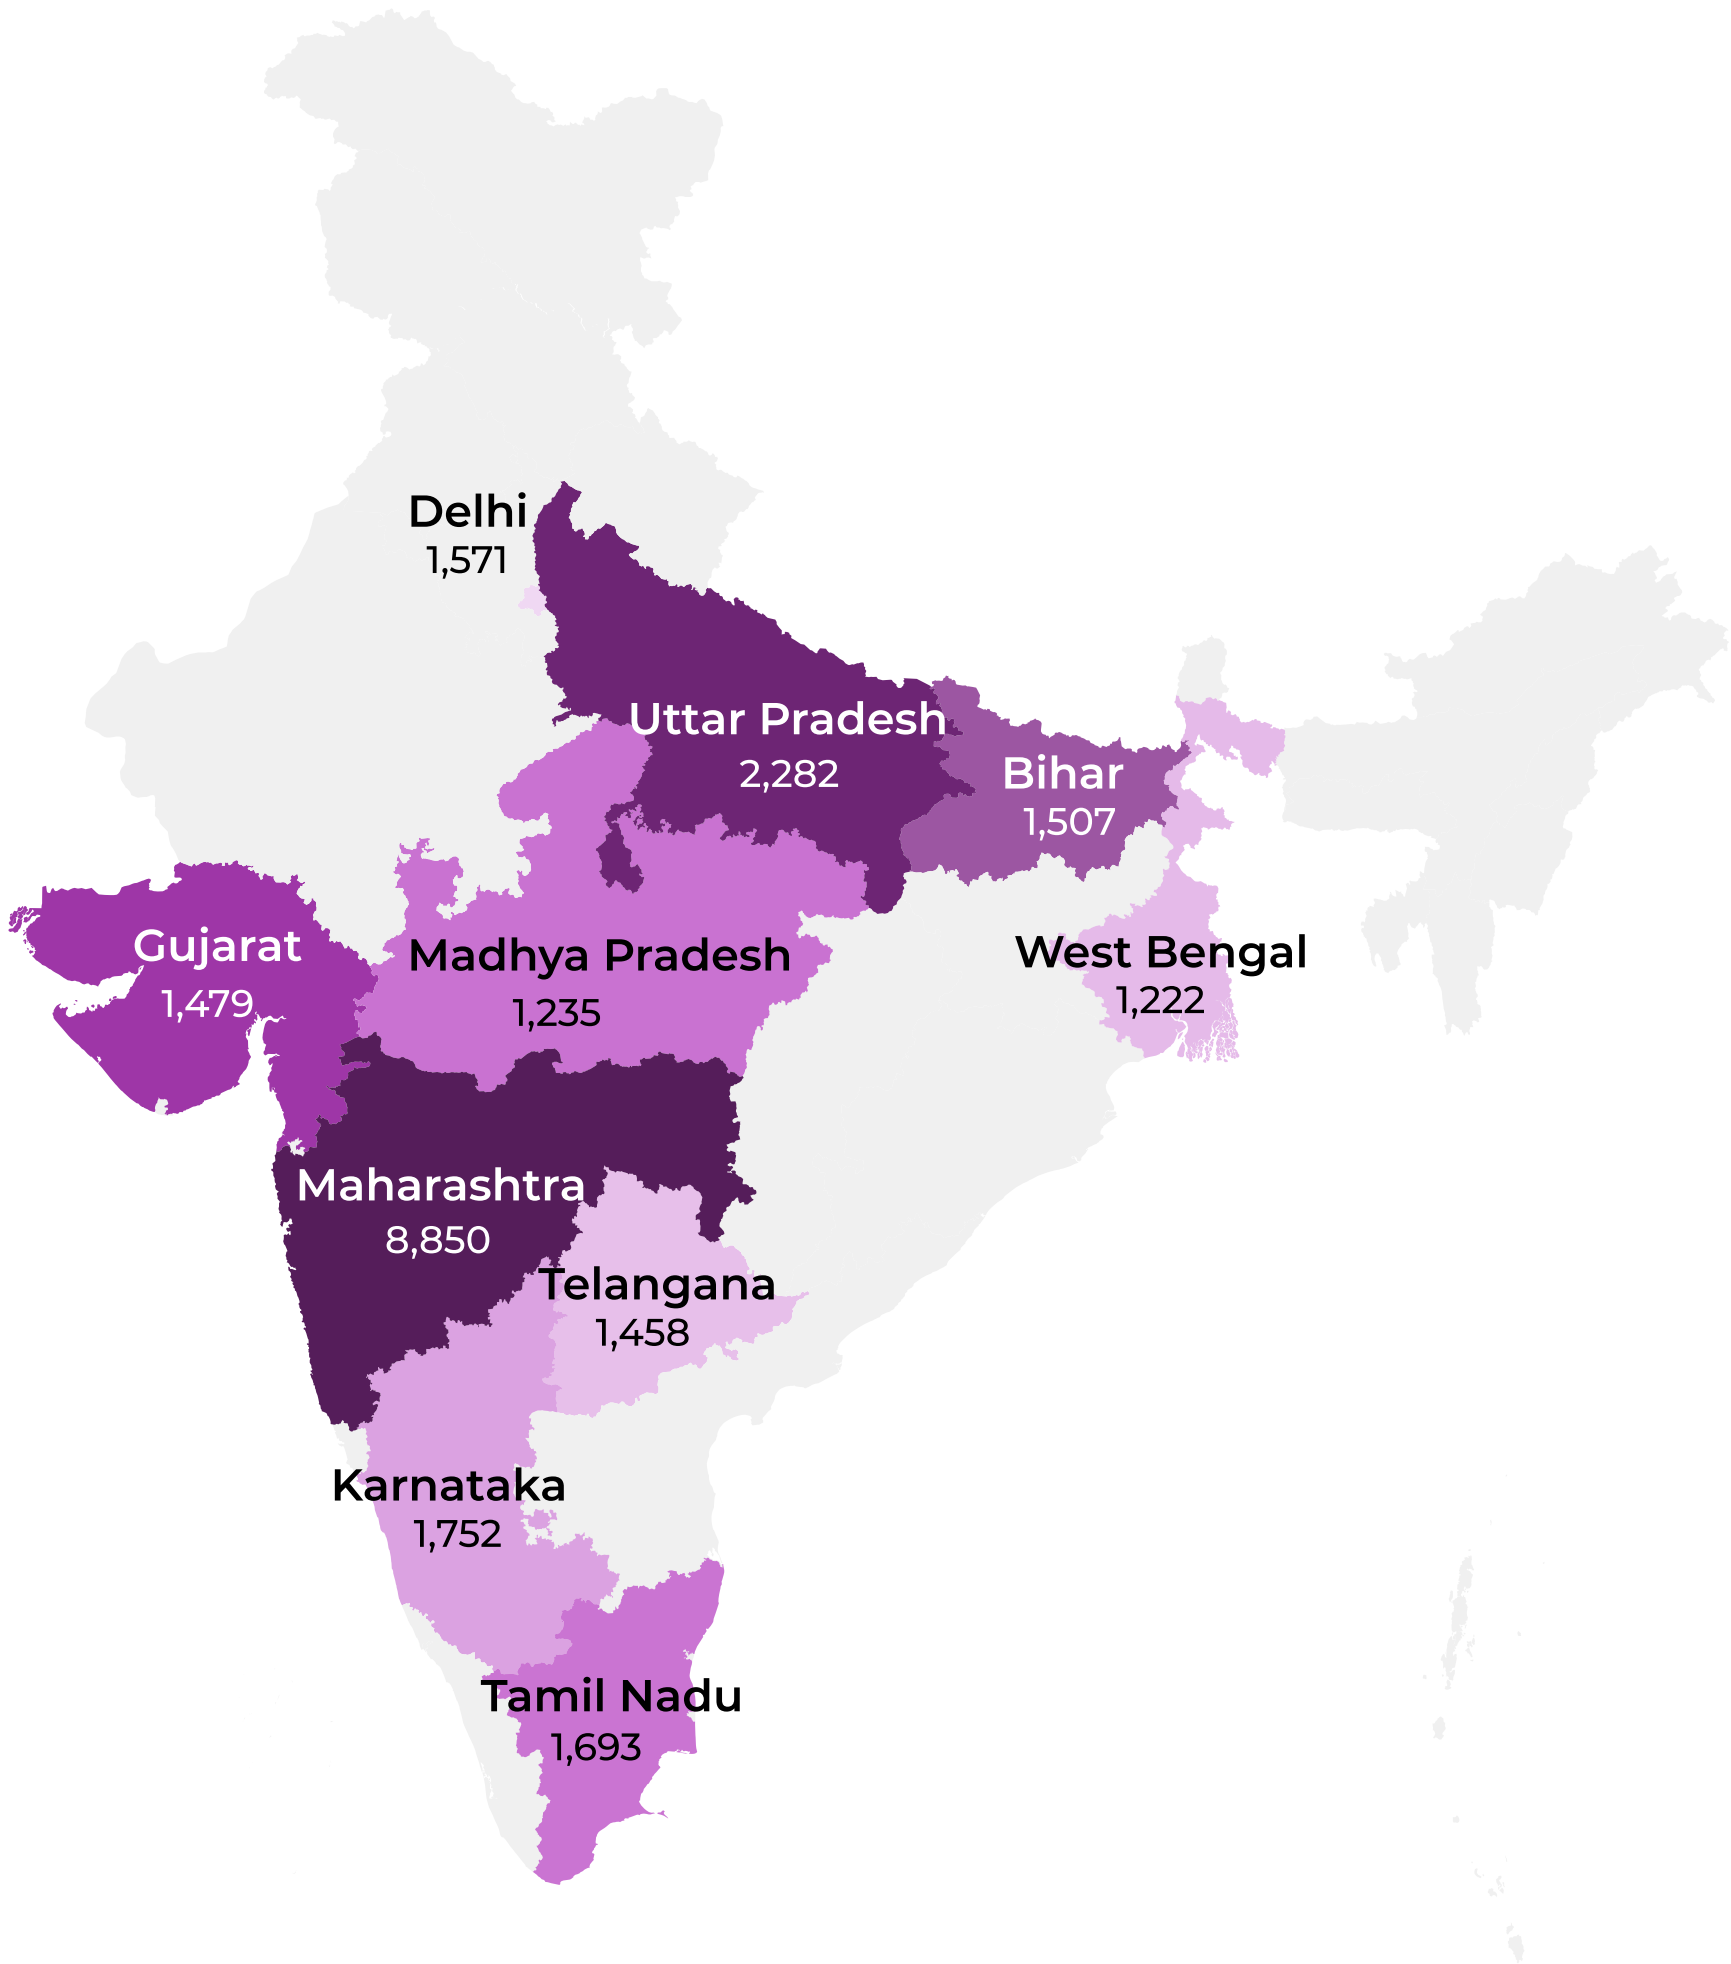 Delhi
1,571
Uttar Pradesh
2,282
Bihar
1,507
Gujarat
1,479
Madhya Pradesh
1,235
West Bengal
1,222
Maharashtra
8,850
Telangana
1,458
Karnataka
1,752
Tamil Nadu
1,693